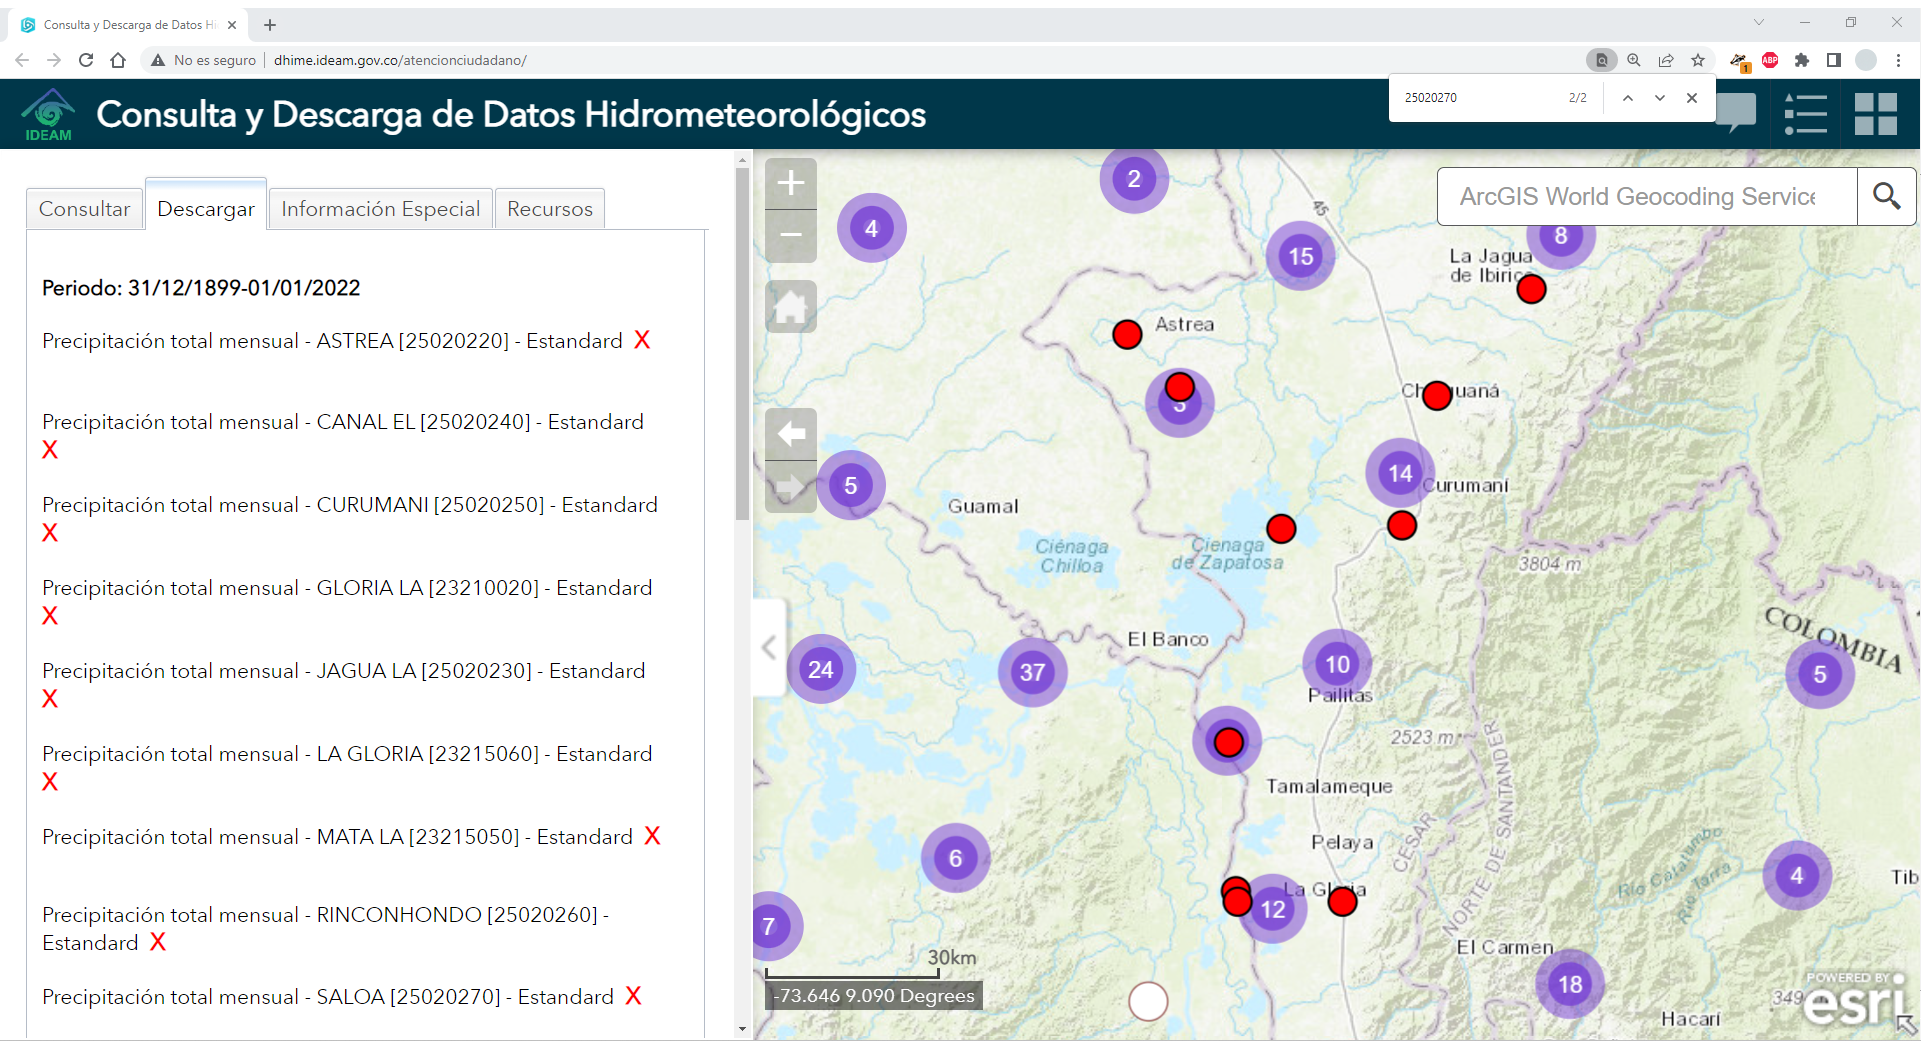 Consulta y Descarga de Datos Hi
No es seguro
dhime.ideam.gov.co/atencionciudadano/
1
ABP
25020270
2/2
IDEAM
Consulta y Descarga de Datos Hidrometeorológicos
Consultar
Descargar
Información Especial
Recursos
Periodo: 31/12/1899-01/01/2022
Precipitación total mensual - ASTREA [25020220] - Estandard X
Precipitación total mensual - CANAL EL [25020240] - Estandard
X
Precipitación total mensual - CURUMANI [25020250] - Estandard
X
Precipitación total mensual - GLORIA LA [23210020] - Estandard
X
Precipitación total mensual - JAGUA LA [25020230] - Estandard
X
Precipitación total mensual - LA GLORIA [23215060] - Estandard
X
Precipitación total mensual - MATA LA [23215050] - Estandard X
Precipitación total mensual - RINCONHONDO [25020260] -
Estandard X
Precipitación total mensual - SALOA [25020270] - Estandard X
ArcGIS World Geocoding Service
2
4
45
15
8
La Jagua
de Ibirico
Astrea
3
14
Curumaní
5
Guamal
Ciénaga
Chilloa
Cienaga
de Zapatosa
3804 m
COLOMBIA
El Banco
24
37
10
5
Pailitas
2523 m
NORTE DE SANTANDER
CESAR
Tamalameque
Pelaya
6
Río Catatumbo
Río Tarra
4
Tib
La Gloria
12
7
El Carmen
30km
-73.646 9.090 Degrees
18
POWERED BY
esri
Hacarí